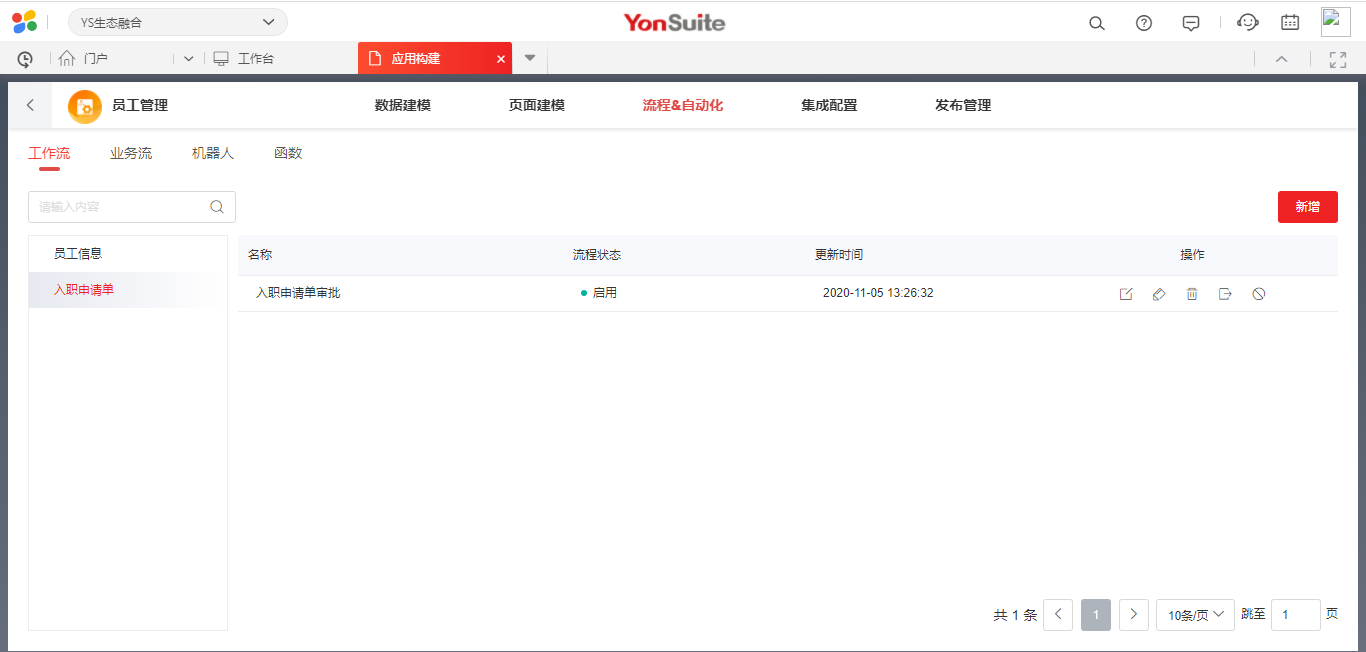 YS生态融合
YonSuite
门户
工作台
应用构建
员工管理
数据建模
页面建模
流程&自动化
集成配置
发布管理
工作流
业务流
机器人
函数
请输入内容
新增
员工信息
入职申请单
名称
流程状态
更新时间
操作
入职申请单审批
启用
2020-11-05 13:26:32
共 1 条
1
10条/页
跳至
1
页